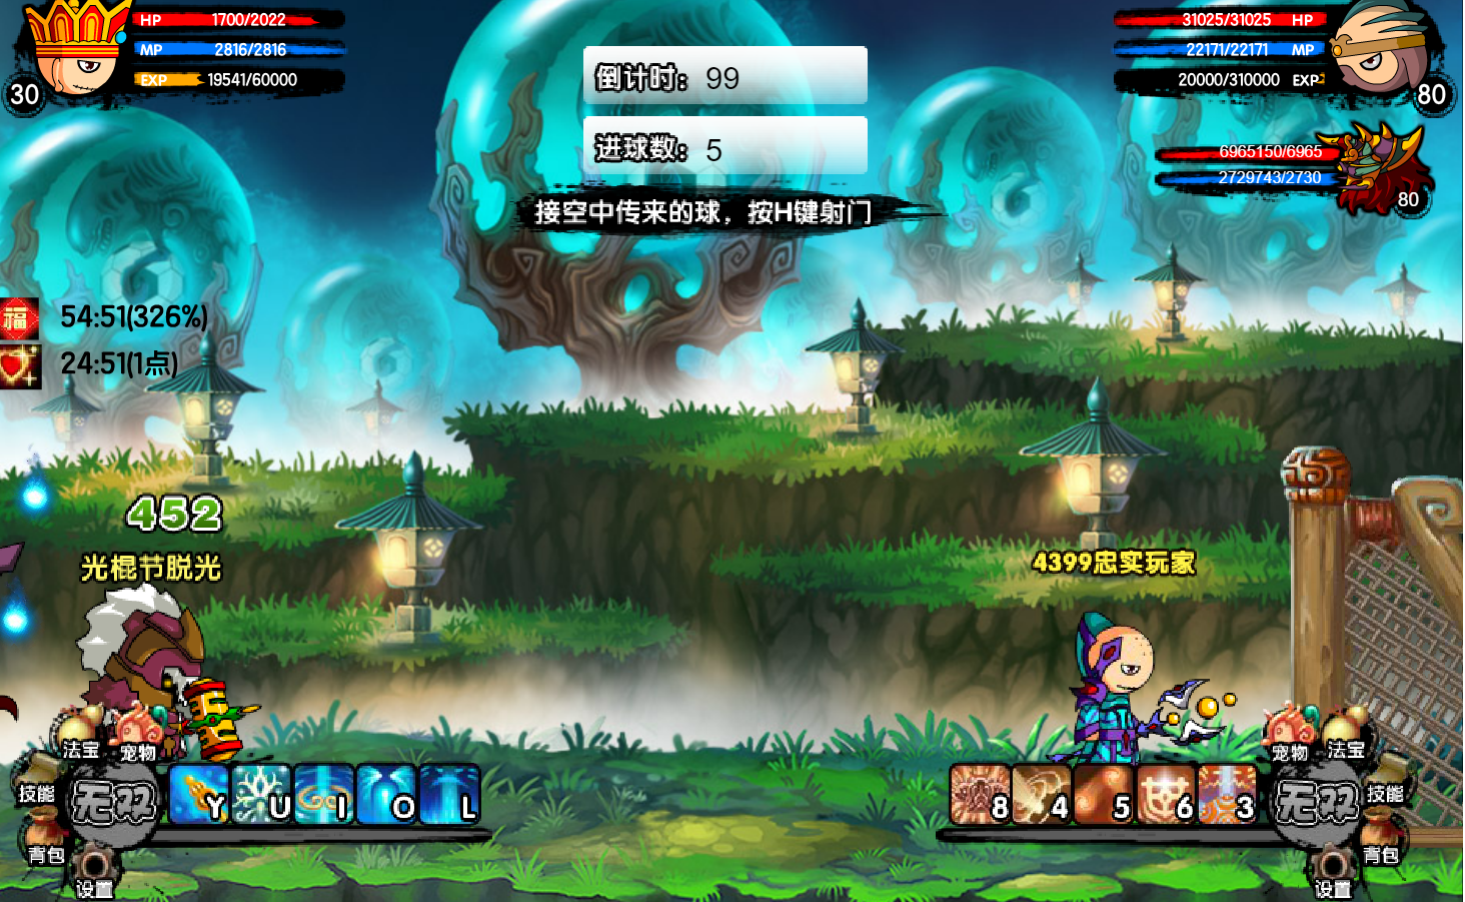 HP 1700/2022
MP 2816/2816
EXP 19541/60000
30
31025/31025 HP
22171/22171 MP
20000/310000 EXP
80
6965150/6965
2729743/2730
80
倒计时: 99
进球数: 5
接空中传来的球，按H键射门
福
54:51(326%)
24:51(1点)
452
光棍节脱光
4399忠实玩家
法宝
宠物
技能
无双
背包
设置
Y U I O L
8 4 5 6 3
宠物
法宝
无双
技能
背包
设置